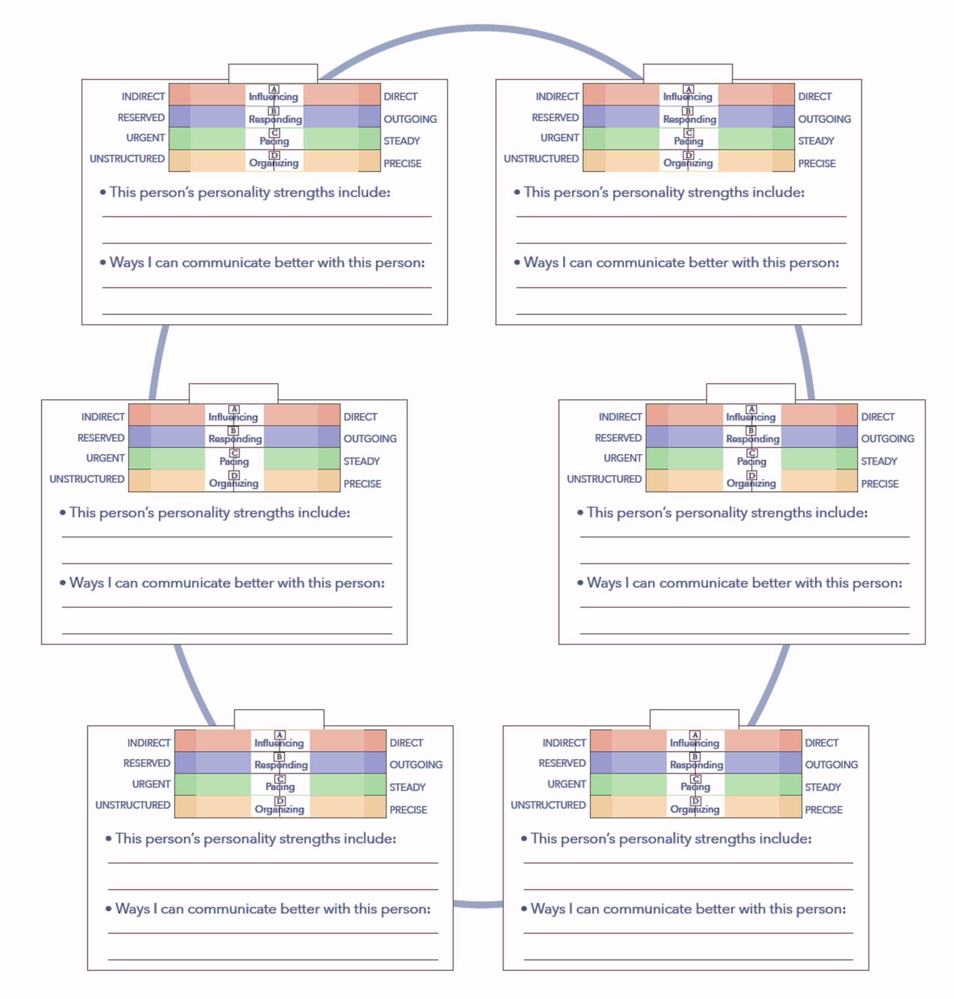 A
INDIRECT Influencing DIRECT
B
RESERVED Responding OUTGOING
C
URGENT Pacing STEADY
D
UNSTRUCTURED Organizing PRECISE
• This person’s personality strengths include:
• Ways I can communicate better with this person:
A
INDIRECT Influencing DIRECT
B
RESERVED Responding OUTGOING
C
URGENT Pacing STEADY
D
UNSTRUCTURED Organizing PRECISE
• This person’s personality strengths include:
• Ways I can communicate better with this person:
A
INDIRECT Influencing DIRECT
B
RESERVED Responding OUTGOING
C
URGENT Pacing STEADY
D
UNSTRUCTURED Organizing PRECISE
• This person’s personality strengths include:
• Ways I can communicate better with this person:
A
INDIRECT Influencing DIRECT
B
RESERVED Responding OUTGOING
C
URGENT Pacing STEADY
D
UNSTRUCTURED Organizing PRECISE
• This person’s personality strengths include:
• Ways I can communicate better with this person:
A
INDIRECT Influencing DIRECT
B
RESERVED Responding OUTGOING
C
URGENT Pacing STEADY
D
UNSTRUCTURED Organizing PRECISE
• This person’s personality strengths include:
• Ways I can communicate better with this person:
A
INDIRECT Influencing DIRECT
B
RESERVED Responding OUTGOING
C
URGENT Pacing STEADY
D
UNSTRUCTURED Organizing PRECISE
• This person’s personality strengths include:
• Ways I can communicate better with this person: